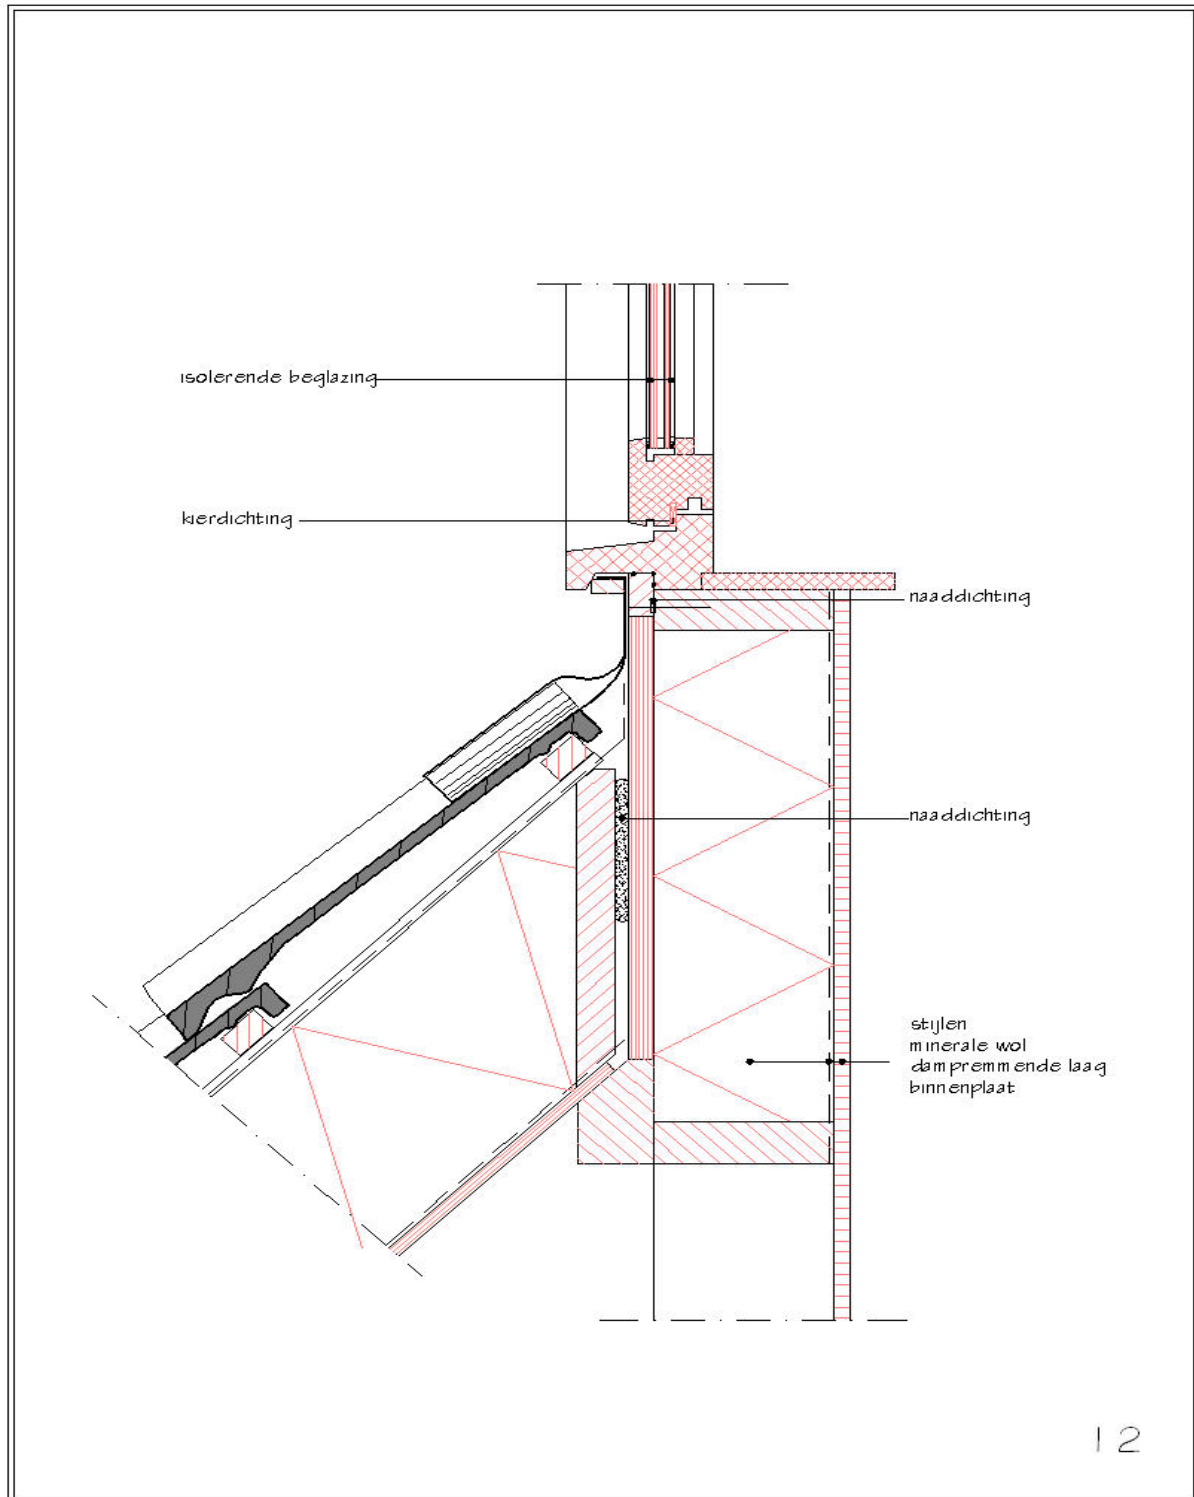 isolerende beglazing
kierdichting
naaddichting
naaddichting
stijlen
minerale wol
dampremmende laag
binnenplaat
12